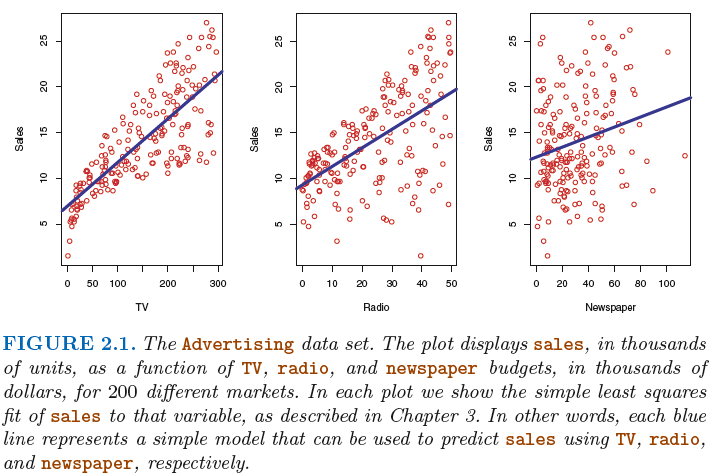 Sales
5 10 15 20 25
0 50 100 200 300
TV
Sales
5 10 15 20 25
0 10 20 30 40 50
Radio
Sales
5 10 15 20 25
0 20 40 60 80 100
Newspaper
FIGURE 2.1. The Advertising data set. The plot displays sales, in thousands
of units, as a function of TV, radio, and newspaper budgets, in thousands of
dollars, for 200 different markets. In each plot we show the simple least squares
fit of sales to that variable, as described in Chapter 3. In other words, each blue
line represents a simple model that can be used to predict sales using TV, radio,
and newspaper, respectively.